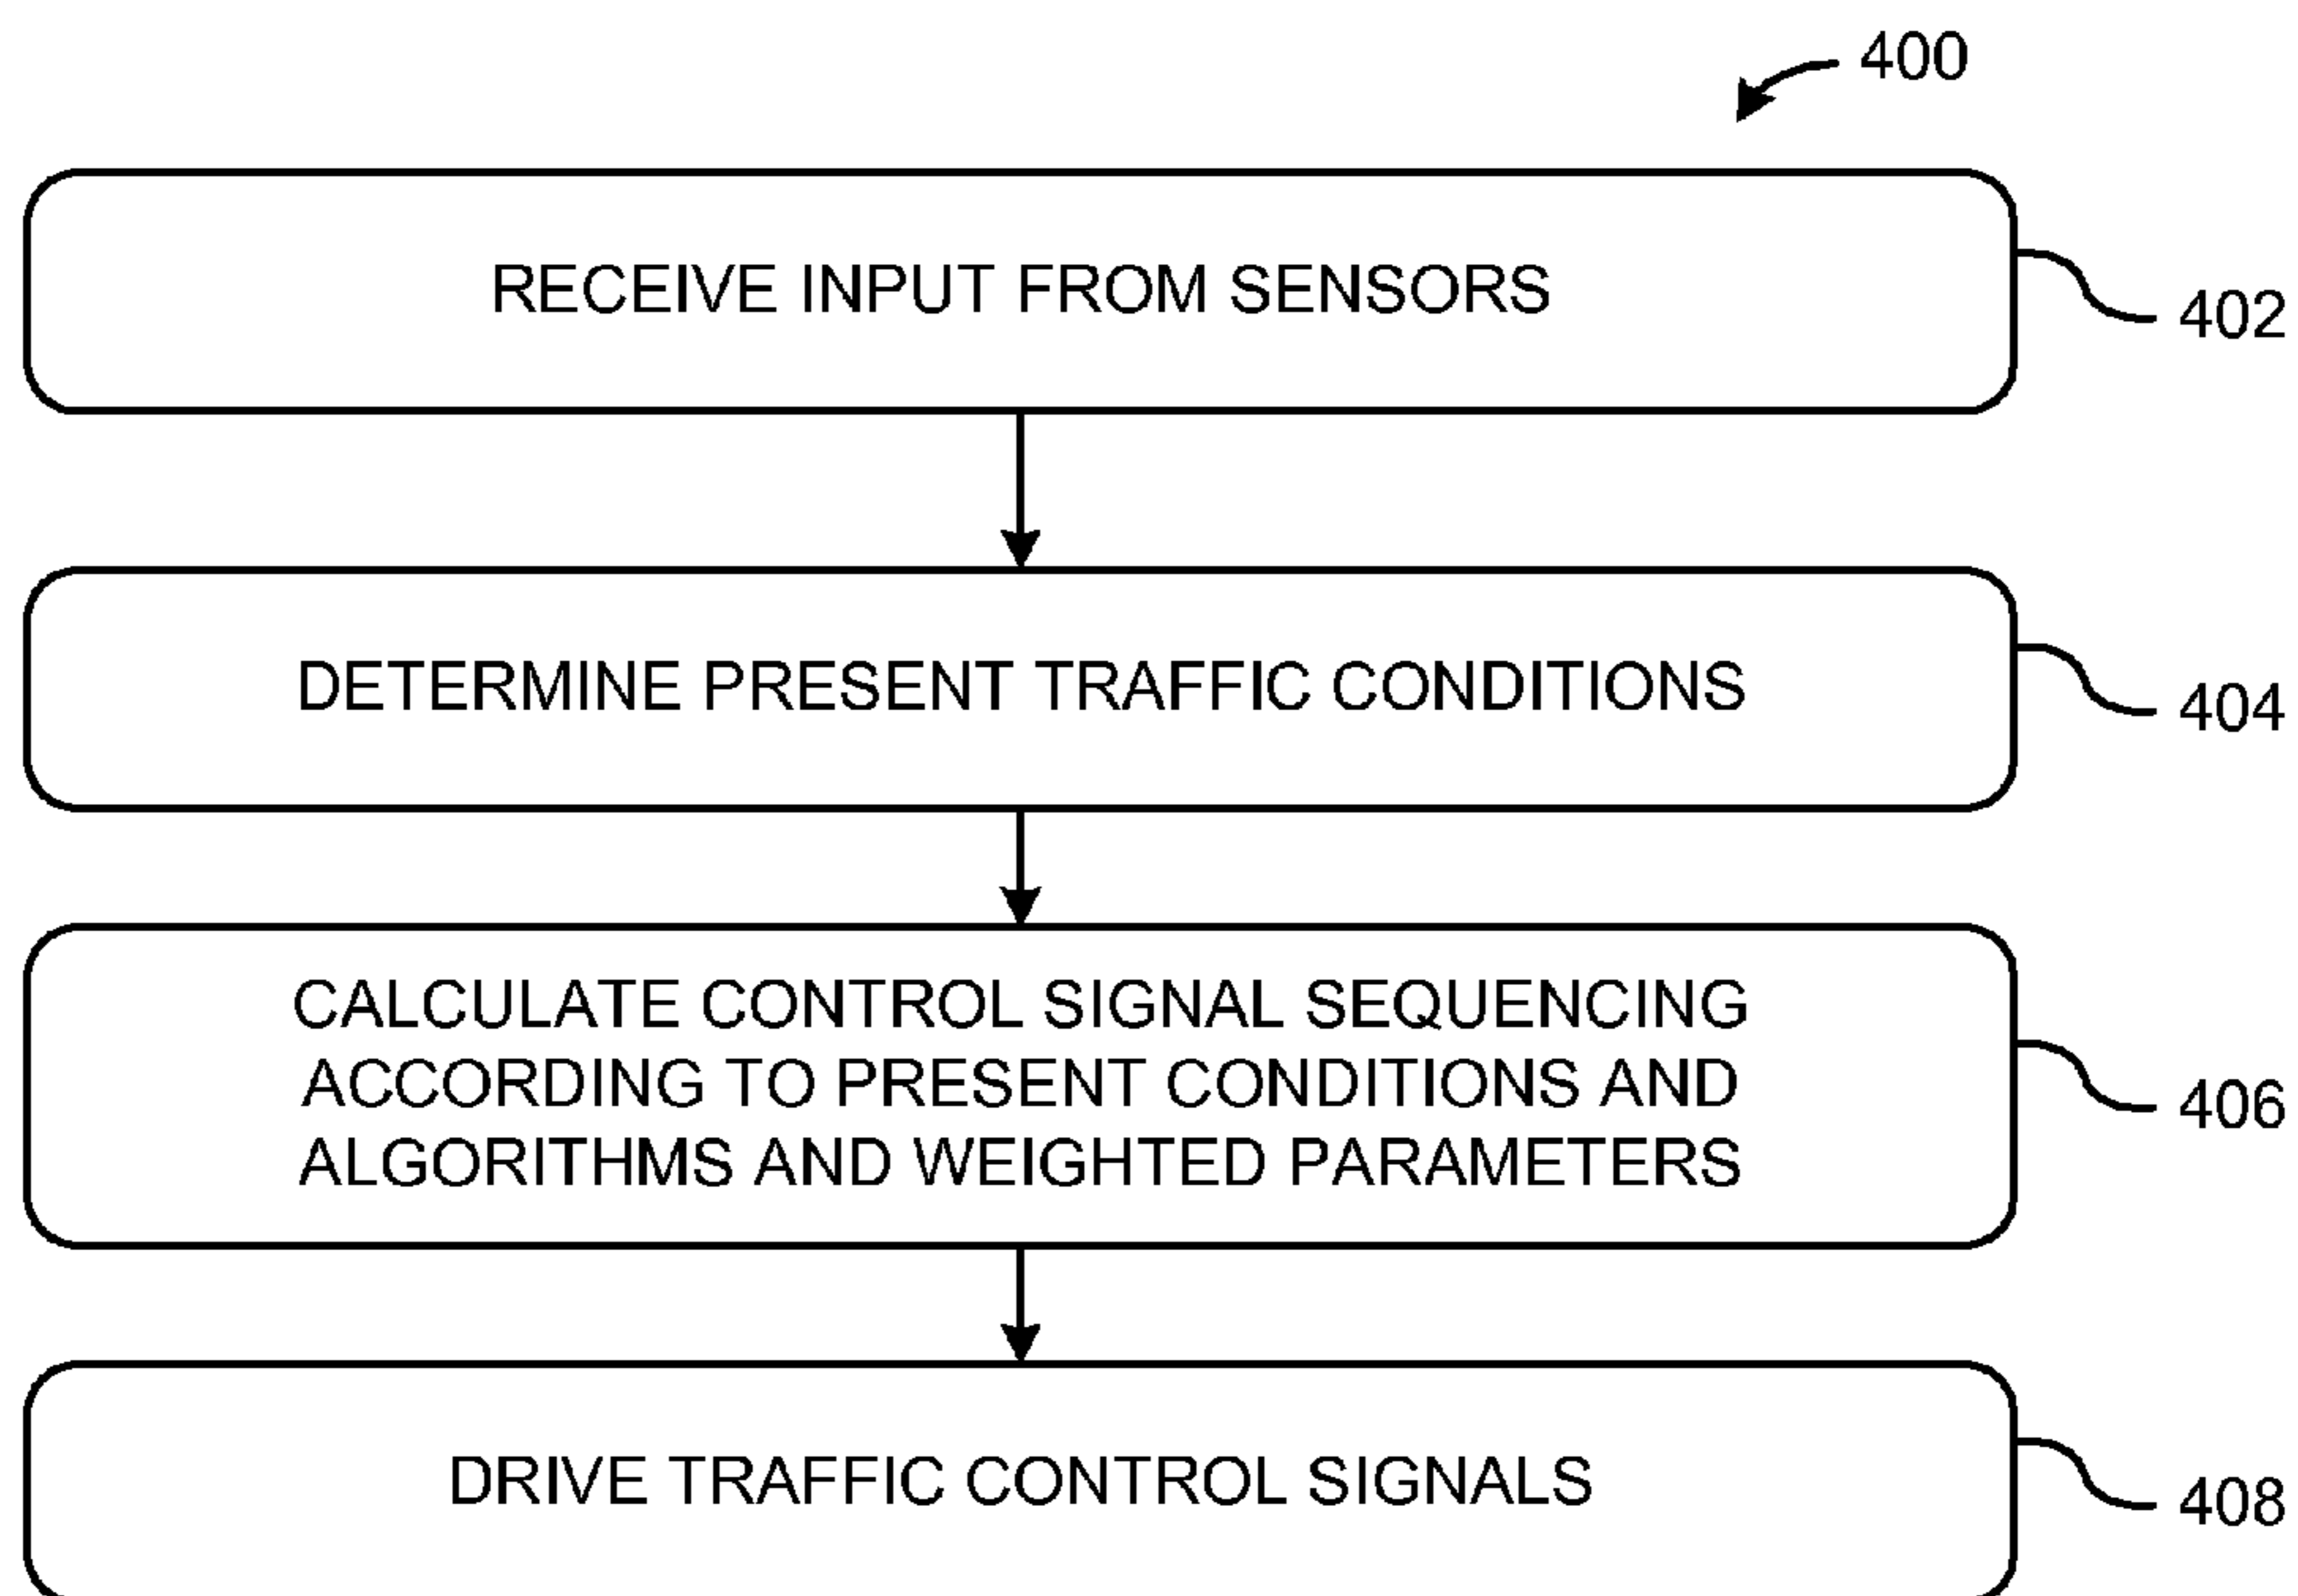 400
RECEIVE INPUT FROM SENSORS
402
DETERMINE PRESENT TRAFFIC CONDITIONS
404
CALCULATE CONTROL SIGNAL SEQUENCING
ACCORDING TO PRESENT CONDITIONS AND
ALGORITHMS AND WEIGHTED PARAMETERS
406
DRIVE TRAFFIC CONTROL SIGNALS
408